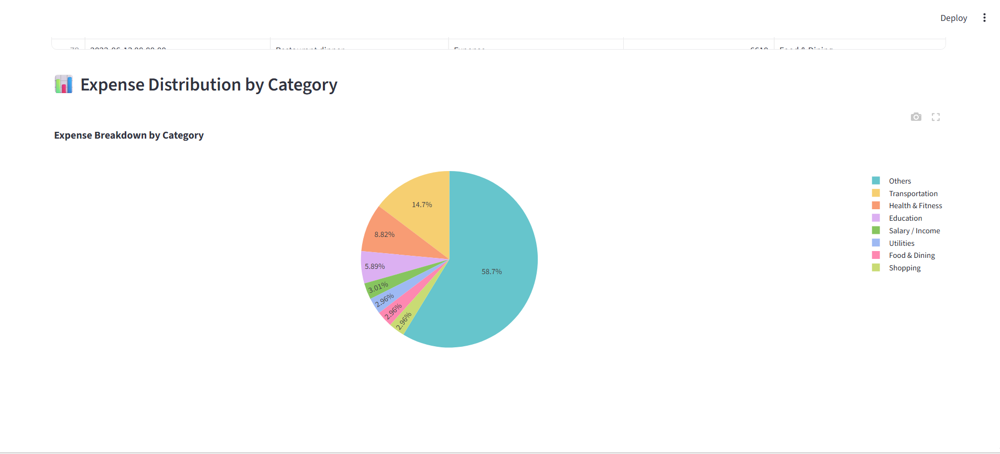 Deploy
Expense Distribution by Category
Expense Breakdown by Category
Others
Transportation
Health & Fitness
Education
Salary / Income
Utilities
Food & Dining
Shopping
14.7%
8.82%
58.7%
5.89%
3.01%
2.96%
2.96%
2.96%